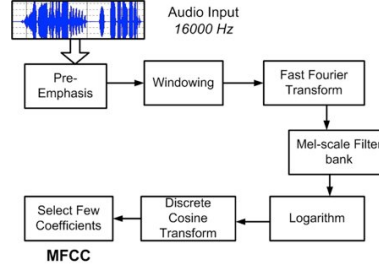 Audio Input
16000 Hz
Pre-
Emphasis
Windowing
Fast Fourier
Transform
Mel-scale Filter
bank
Logarithm
Discrete
Cosine
Transform
Select Few
Coefficients
MFCC